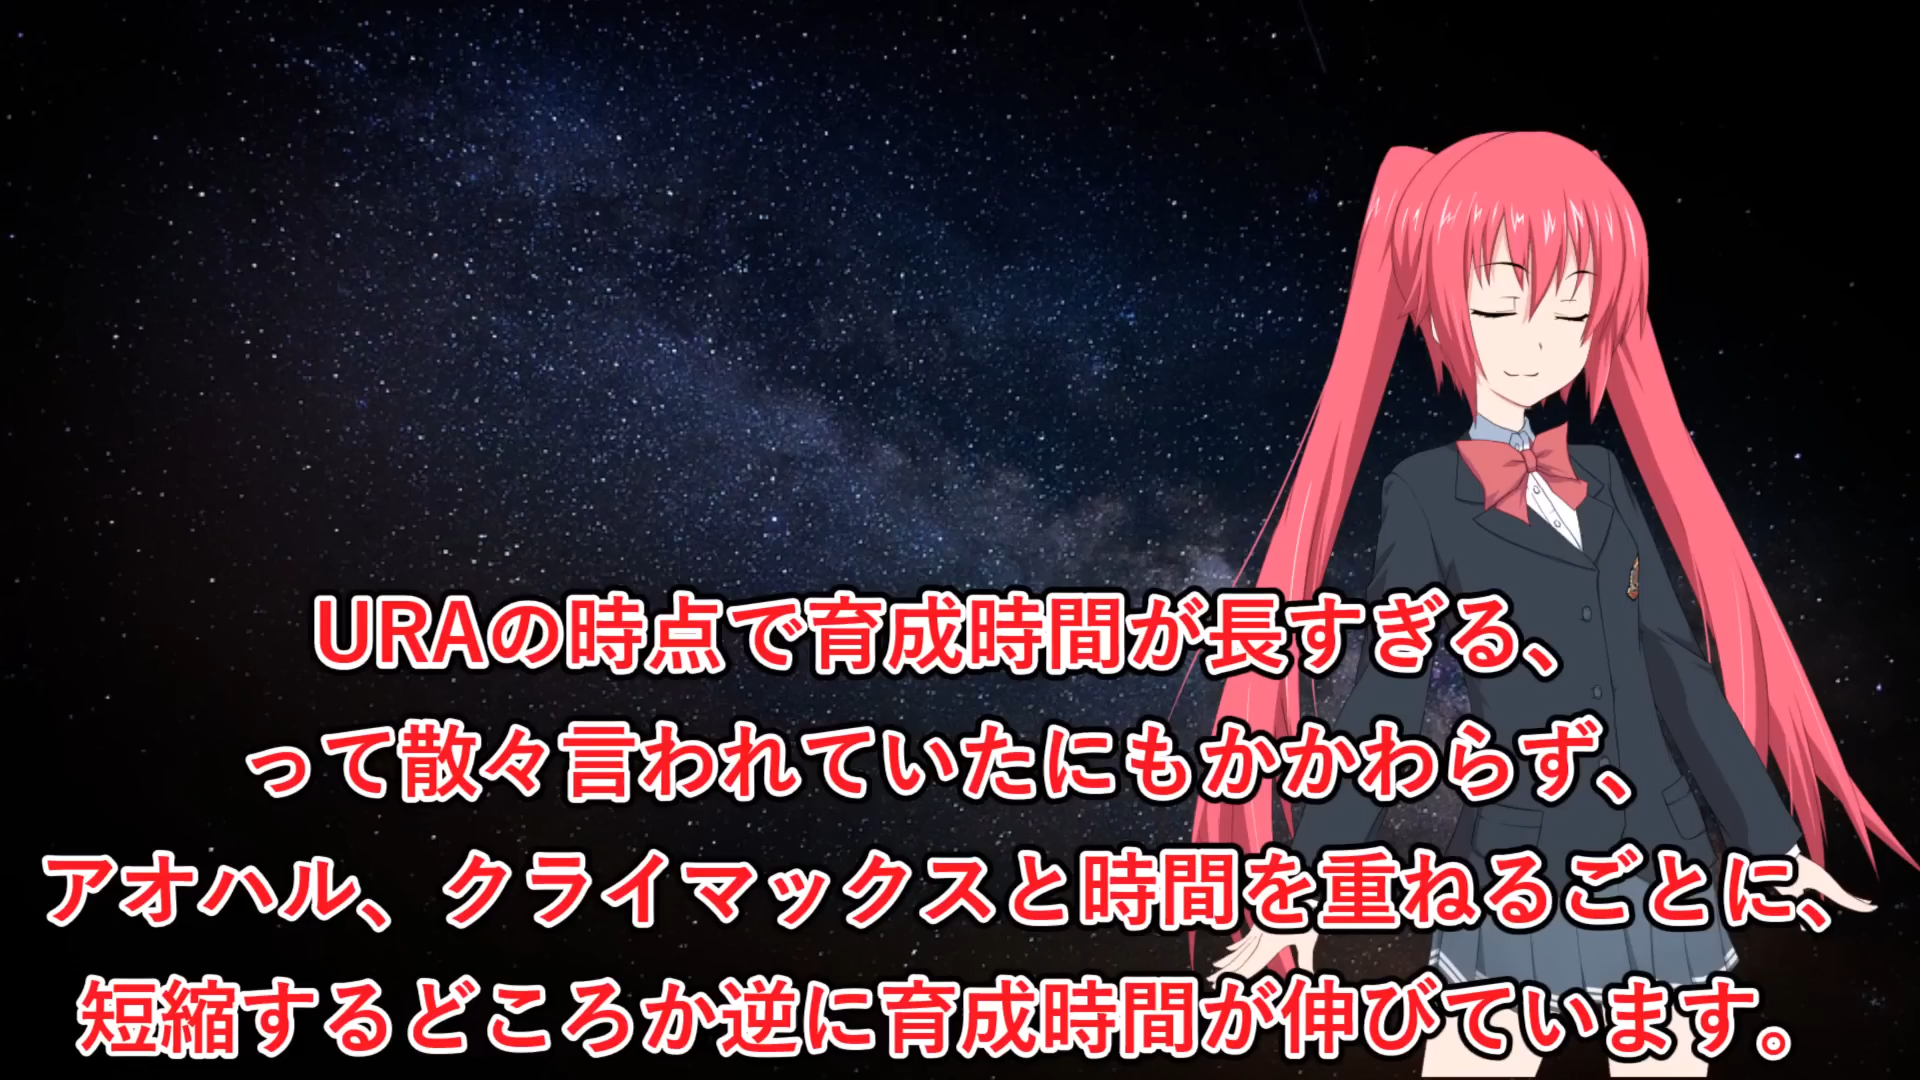 URAの時点で育成時間が長すぎる、
って散々言われていたにもかかわらず、
アオハル、クライマックスと時間を重ねるごとに、
短縮するどころか逆に育成時間が伸びています。